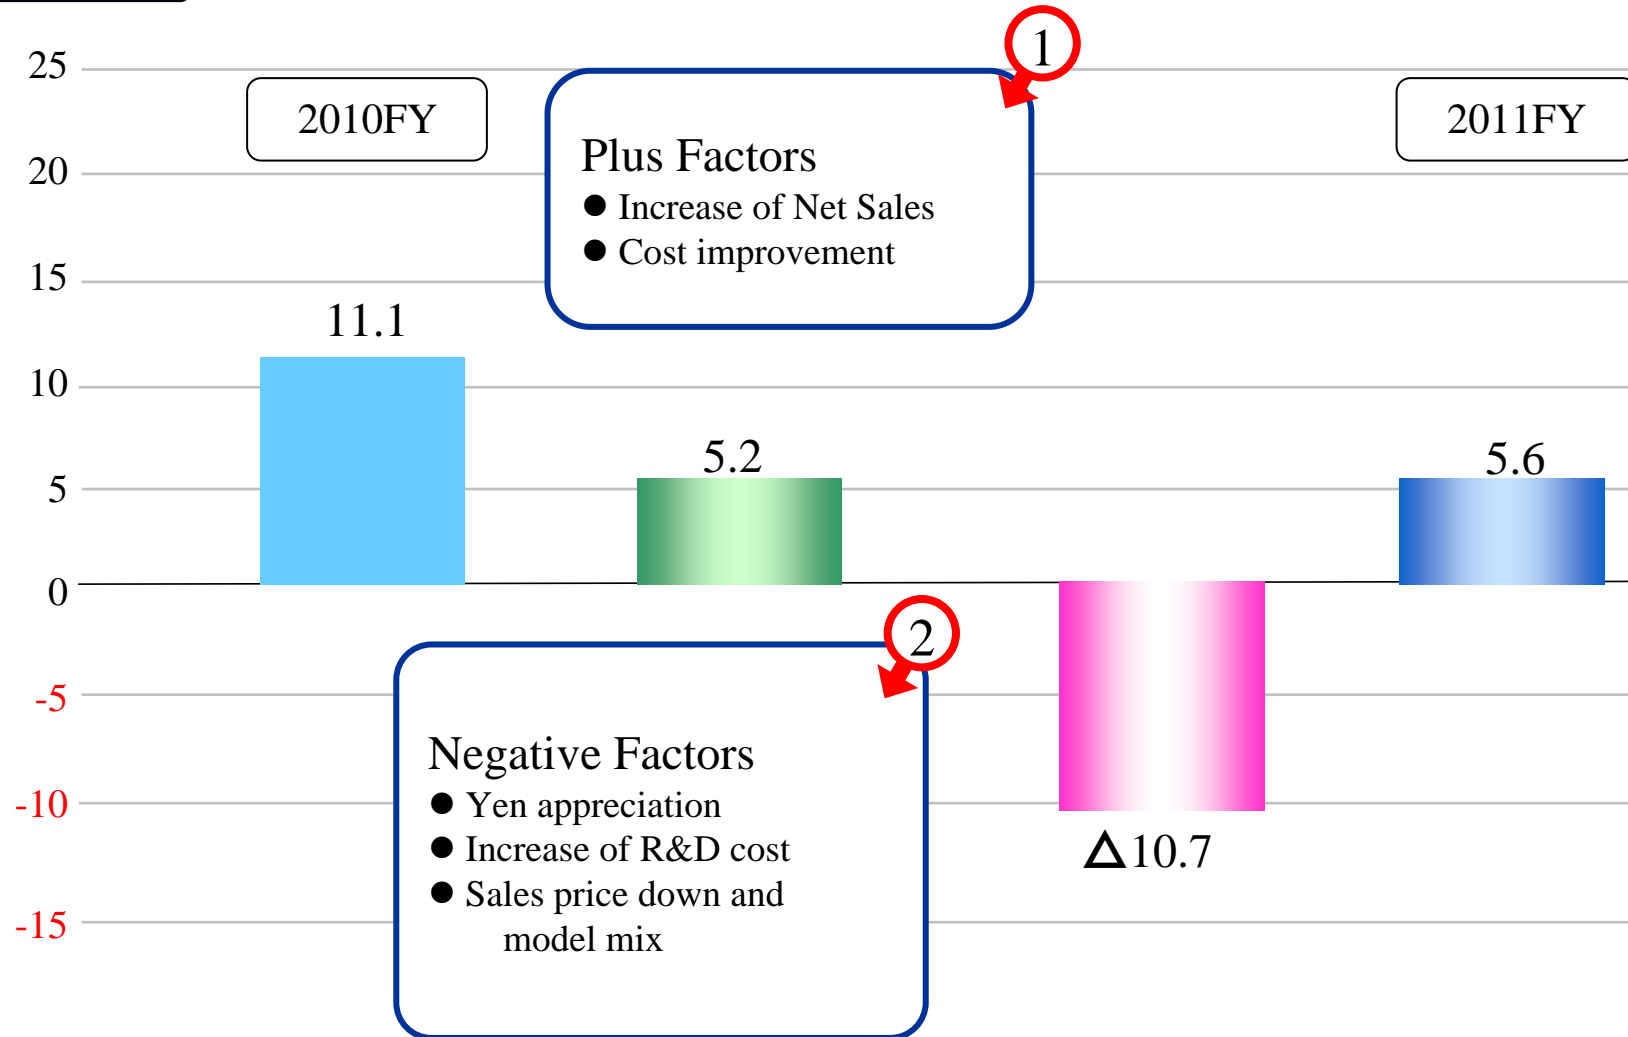 1
25
2010FY
2011FY
Plus Factors
20
● Increase of Net Sales
● Cost improvement
15
11.1
10
5.2
5.6
5
0
2
-5
Negative Factors
● Yen appreciation
-10
● Increase of R&D cost
△10.7
● Sales price down and
model mix
-15